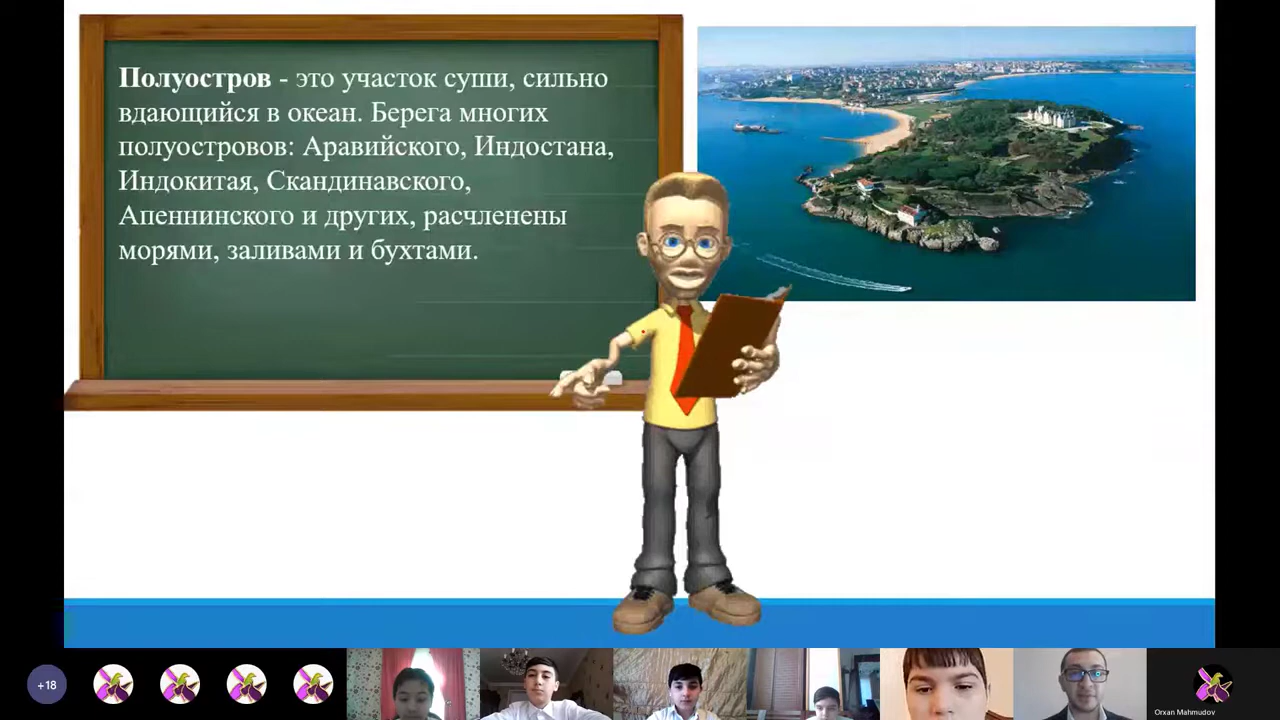 Полуостров - это участок суши, сильно
вдающийся в океан. Берега многих
полуостровов: Аравийского, Индостана,
Индокитая, Скандинавского,
Апеннинского и других, расчленены
морями, заливами и бухтами.
+18
Orxan Mahmudov